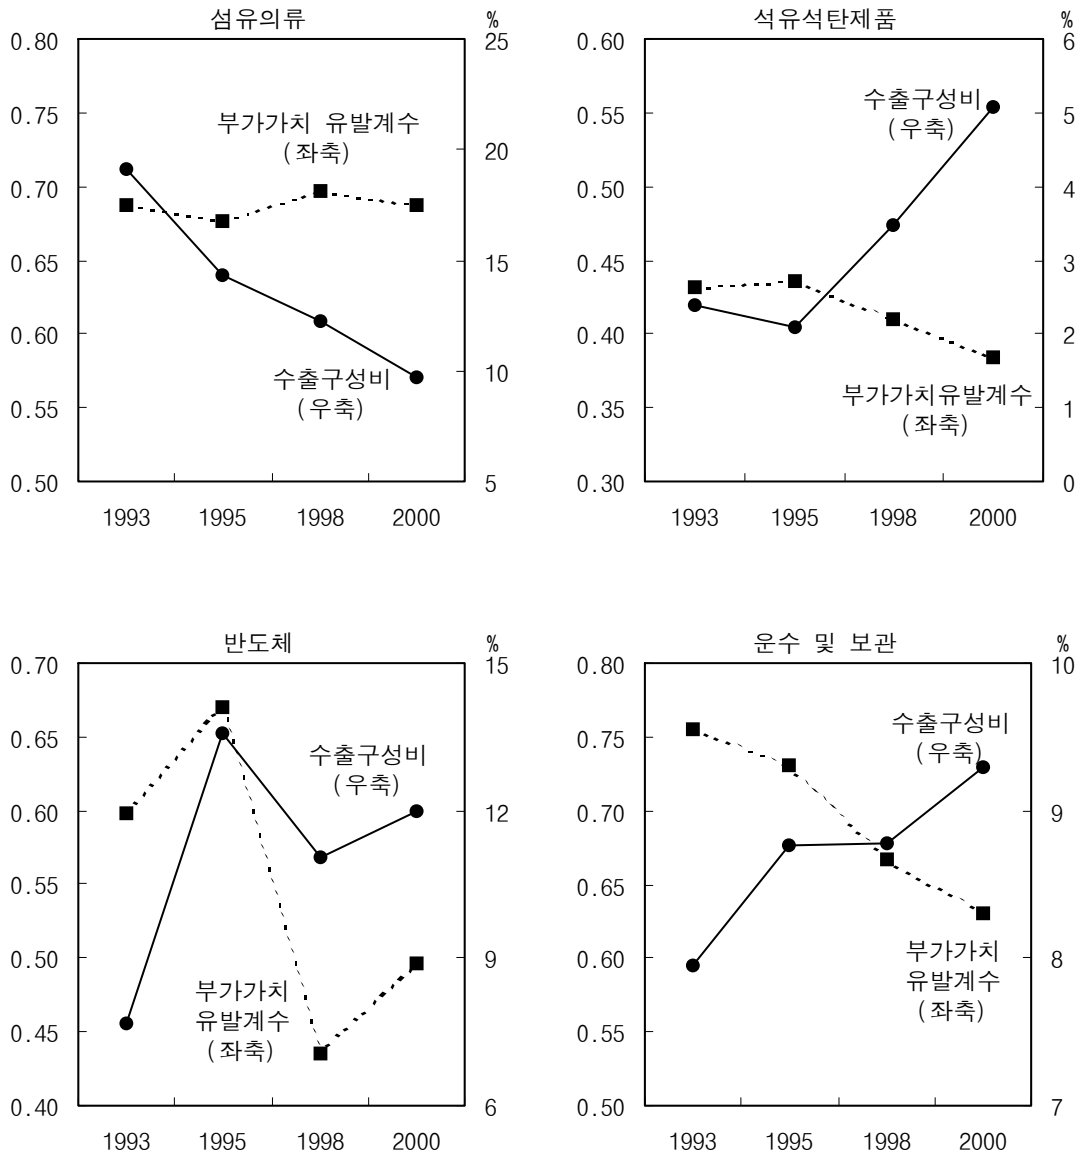 섬유의류 %
0.80 25
0.75
부가가치 유발계수
(좌축)
20
0.70
0.65 15
0.60
수출구성비
(우축)
10
0.55
0.50 5
1993 1995 1998 2000
석유석탄제품 %
0.60 6
수출구성비
(우축)
0.55 5
0.50 4
0.45 3
0.40 2
부가가치유발계수
(좌축)
0.35 1
0.30 0
1993 1995 1998 2000
반도체 %
0.70 15
0.65
수출구성비
(우축)
0.60 12
0.55
0.50 9
부가가치
유발계수
(좌축)
0.45
0.40 6
1993 1995 1998 2000
운수 및 보관 %
0.80 10
수출구성비
(우축)
0.75
0.70 9
0.65
0.60 8
부가가치
유발계수
(좌축)
0.55
0.50 7
1993 1995 1998 2000